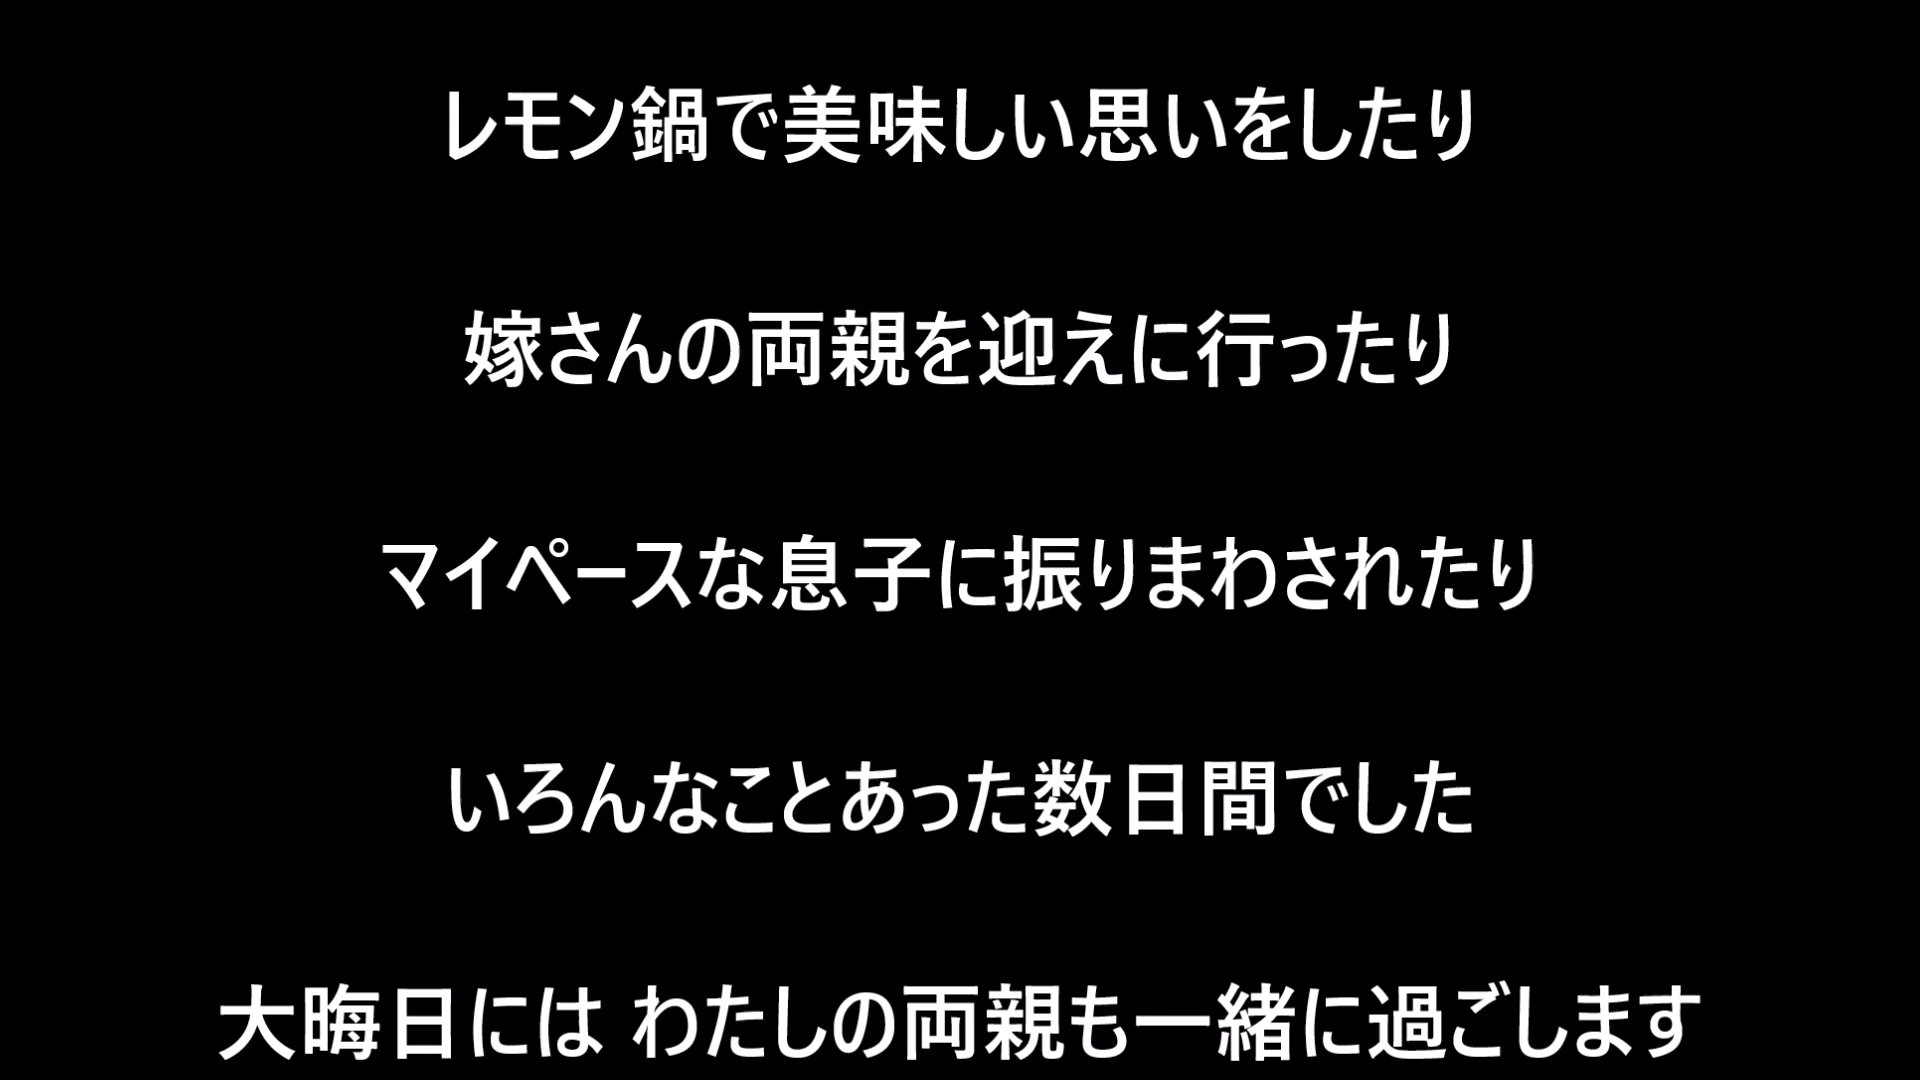 レモン鍋で美味しい思いをしたり
嫁さんの両親を迎えに行ったり
マイペースな息子に振りまわされたり
いろんなことあった数日間でした
大晦日には わたしの両親も一緒に過ごします